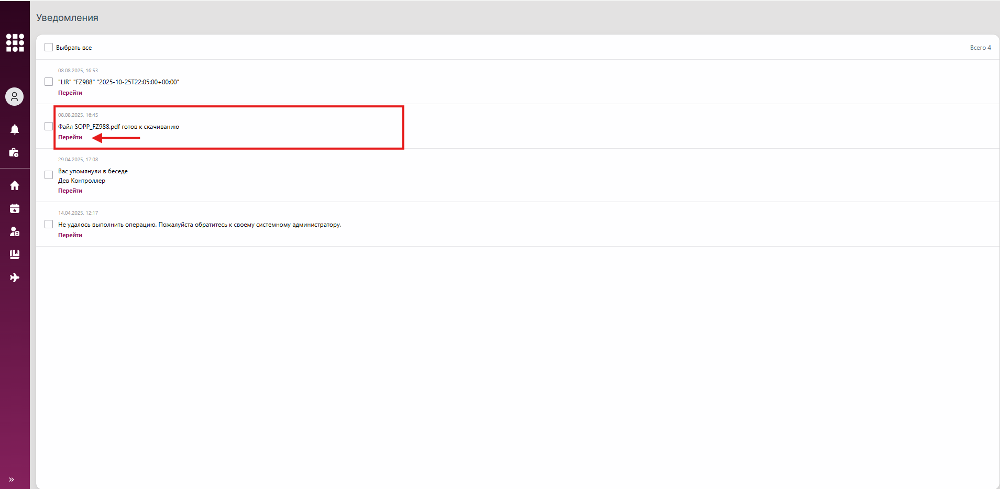 Уведомления
Выбрать все
Всего 4
08.08.2025, 16:53
"LIR" "FZ988" "2025-10-25T22:05:00+00:00"
Перейти
08.08.2025, 16:45
Файл SOPP_FZ988.pdf готов к скачиванию
Перейти
29.04.2025, 17:08
Вас упомянули в беседе
Дев Контроллер
Перейти
14.04.2025, 12:17
Не удалось выполнить операцию. Пожалуйста обратитесь к своему системному администратору.
Перейти